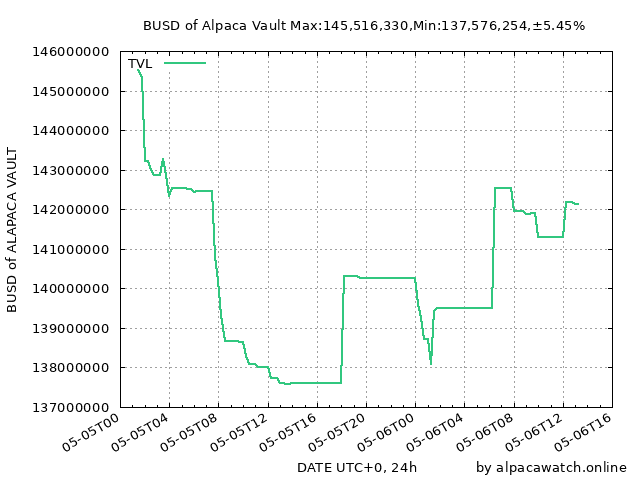 BUSD of Alpaca Vault Max:145,516,330,Min:137,576,254,±5.45%
146000000
TVL
145000000
144000000
143000000
142000000
141000000
140000000
139000000
138000000
137000000
BUSD of ALAPACA VAULT
05-05T00
05-05T04
05-05T08
05-05T12
05-05T16
05-05T20
05-06T00
05-06T04
05-06T08
05-06T12
05-06T16
DATE UTC+0, 24h
by alpacawatch.online